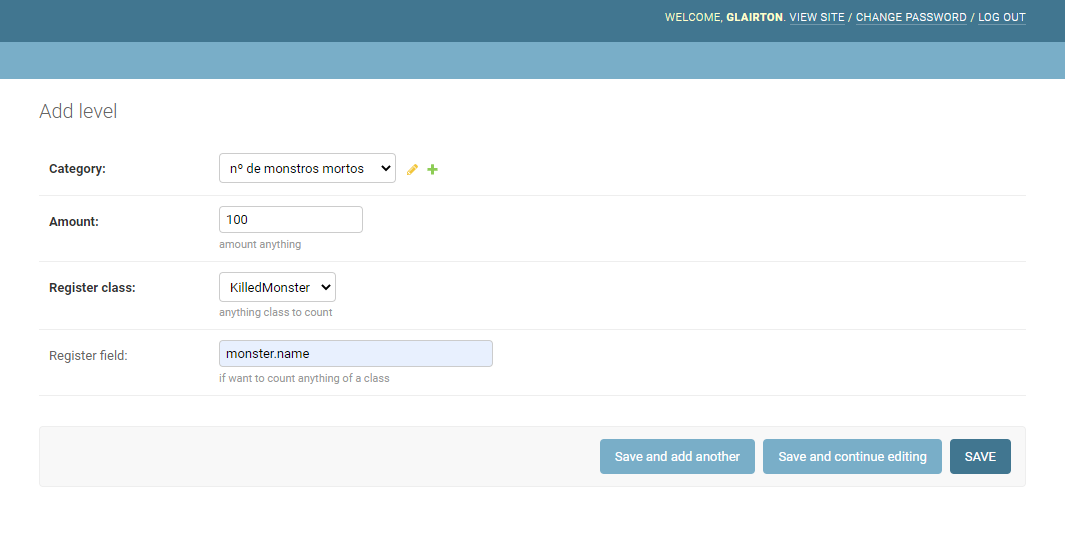 WELCOME, GLAIRTON. VIEW SITE / CHANGE PASSWORD / LOG OUT
Add level
Category: nº de monstros mortos
Amount: 100
amount anything
Register class: KilledMonster
anything class to count
Register field: monster.name
if want to count anything of a class
Save and add another Save and continue editing SAVE